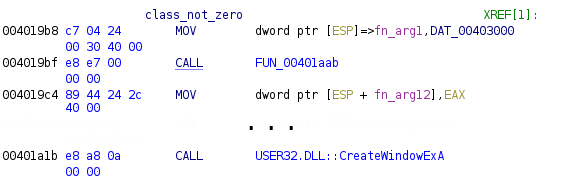 class_not_zero XREF[1]:
004019b8 c7 04 24 MOV dword ptr [ESP]=>fn_arg1,DAT_00403000
00 30 40 00
004019bf e8 e7 00 CALL FUN_00401aab
00 00
004019c4 89 44 24 2c MOV dword ptr [ESP + fn_arg12],EAX
40 00
...
00401a1b e8 a8 0a CALL USER32.DLL::CreateWindowExA
00 00